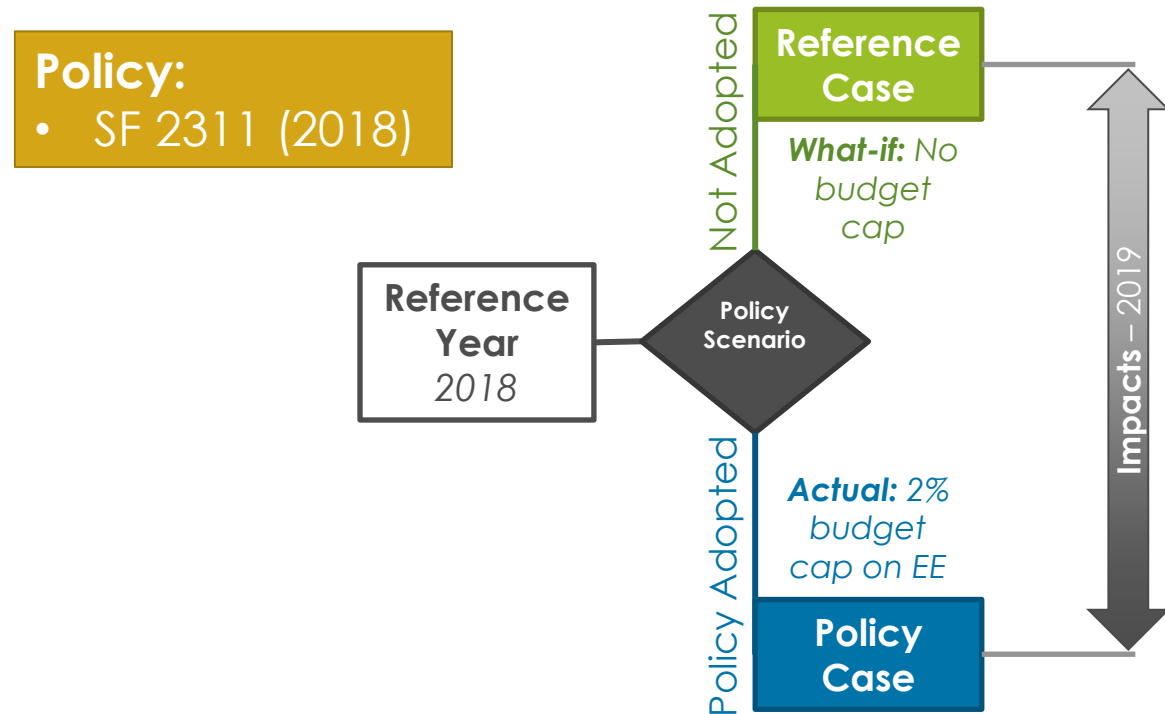 Policy:
• SF 2311 (2018)
Not Adopted
Reference
Case
What-if: No
budget
cap
Reference
Year
2018
Policy
Scenario
Impacts – 2019
Policy Adopted
Actual: 2%
budget
cap on EE
Policy
Case